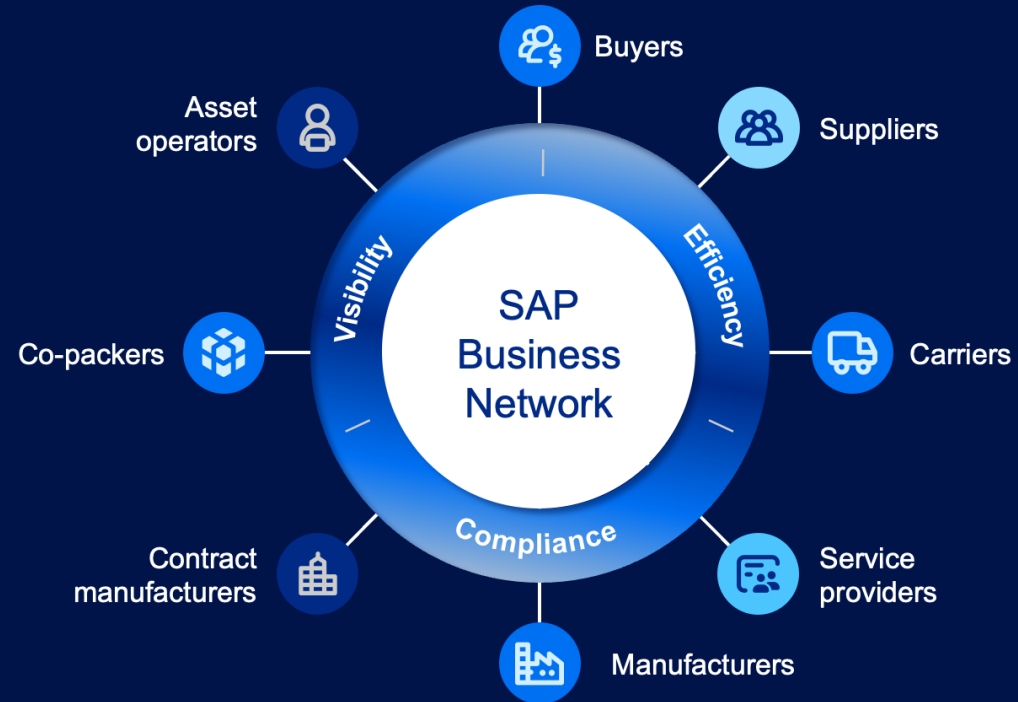 Buyers
Asset
operators
Suppliers
Visibility
Efficiency
SAP
Business
Network
Co-packers
Carriers
Compliance
Contract
manufacturers
Service
providers
Manufacturers